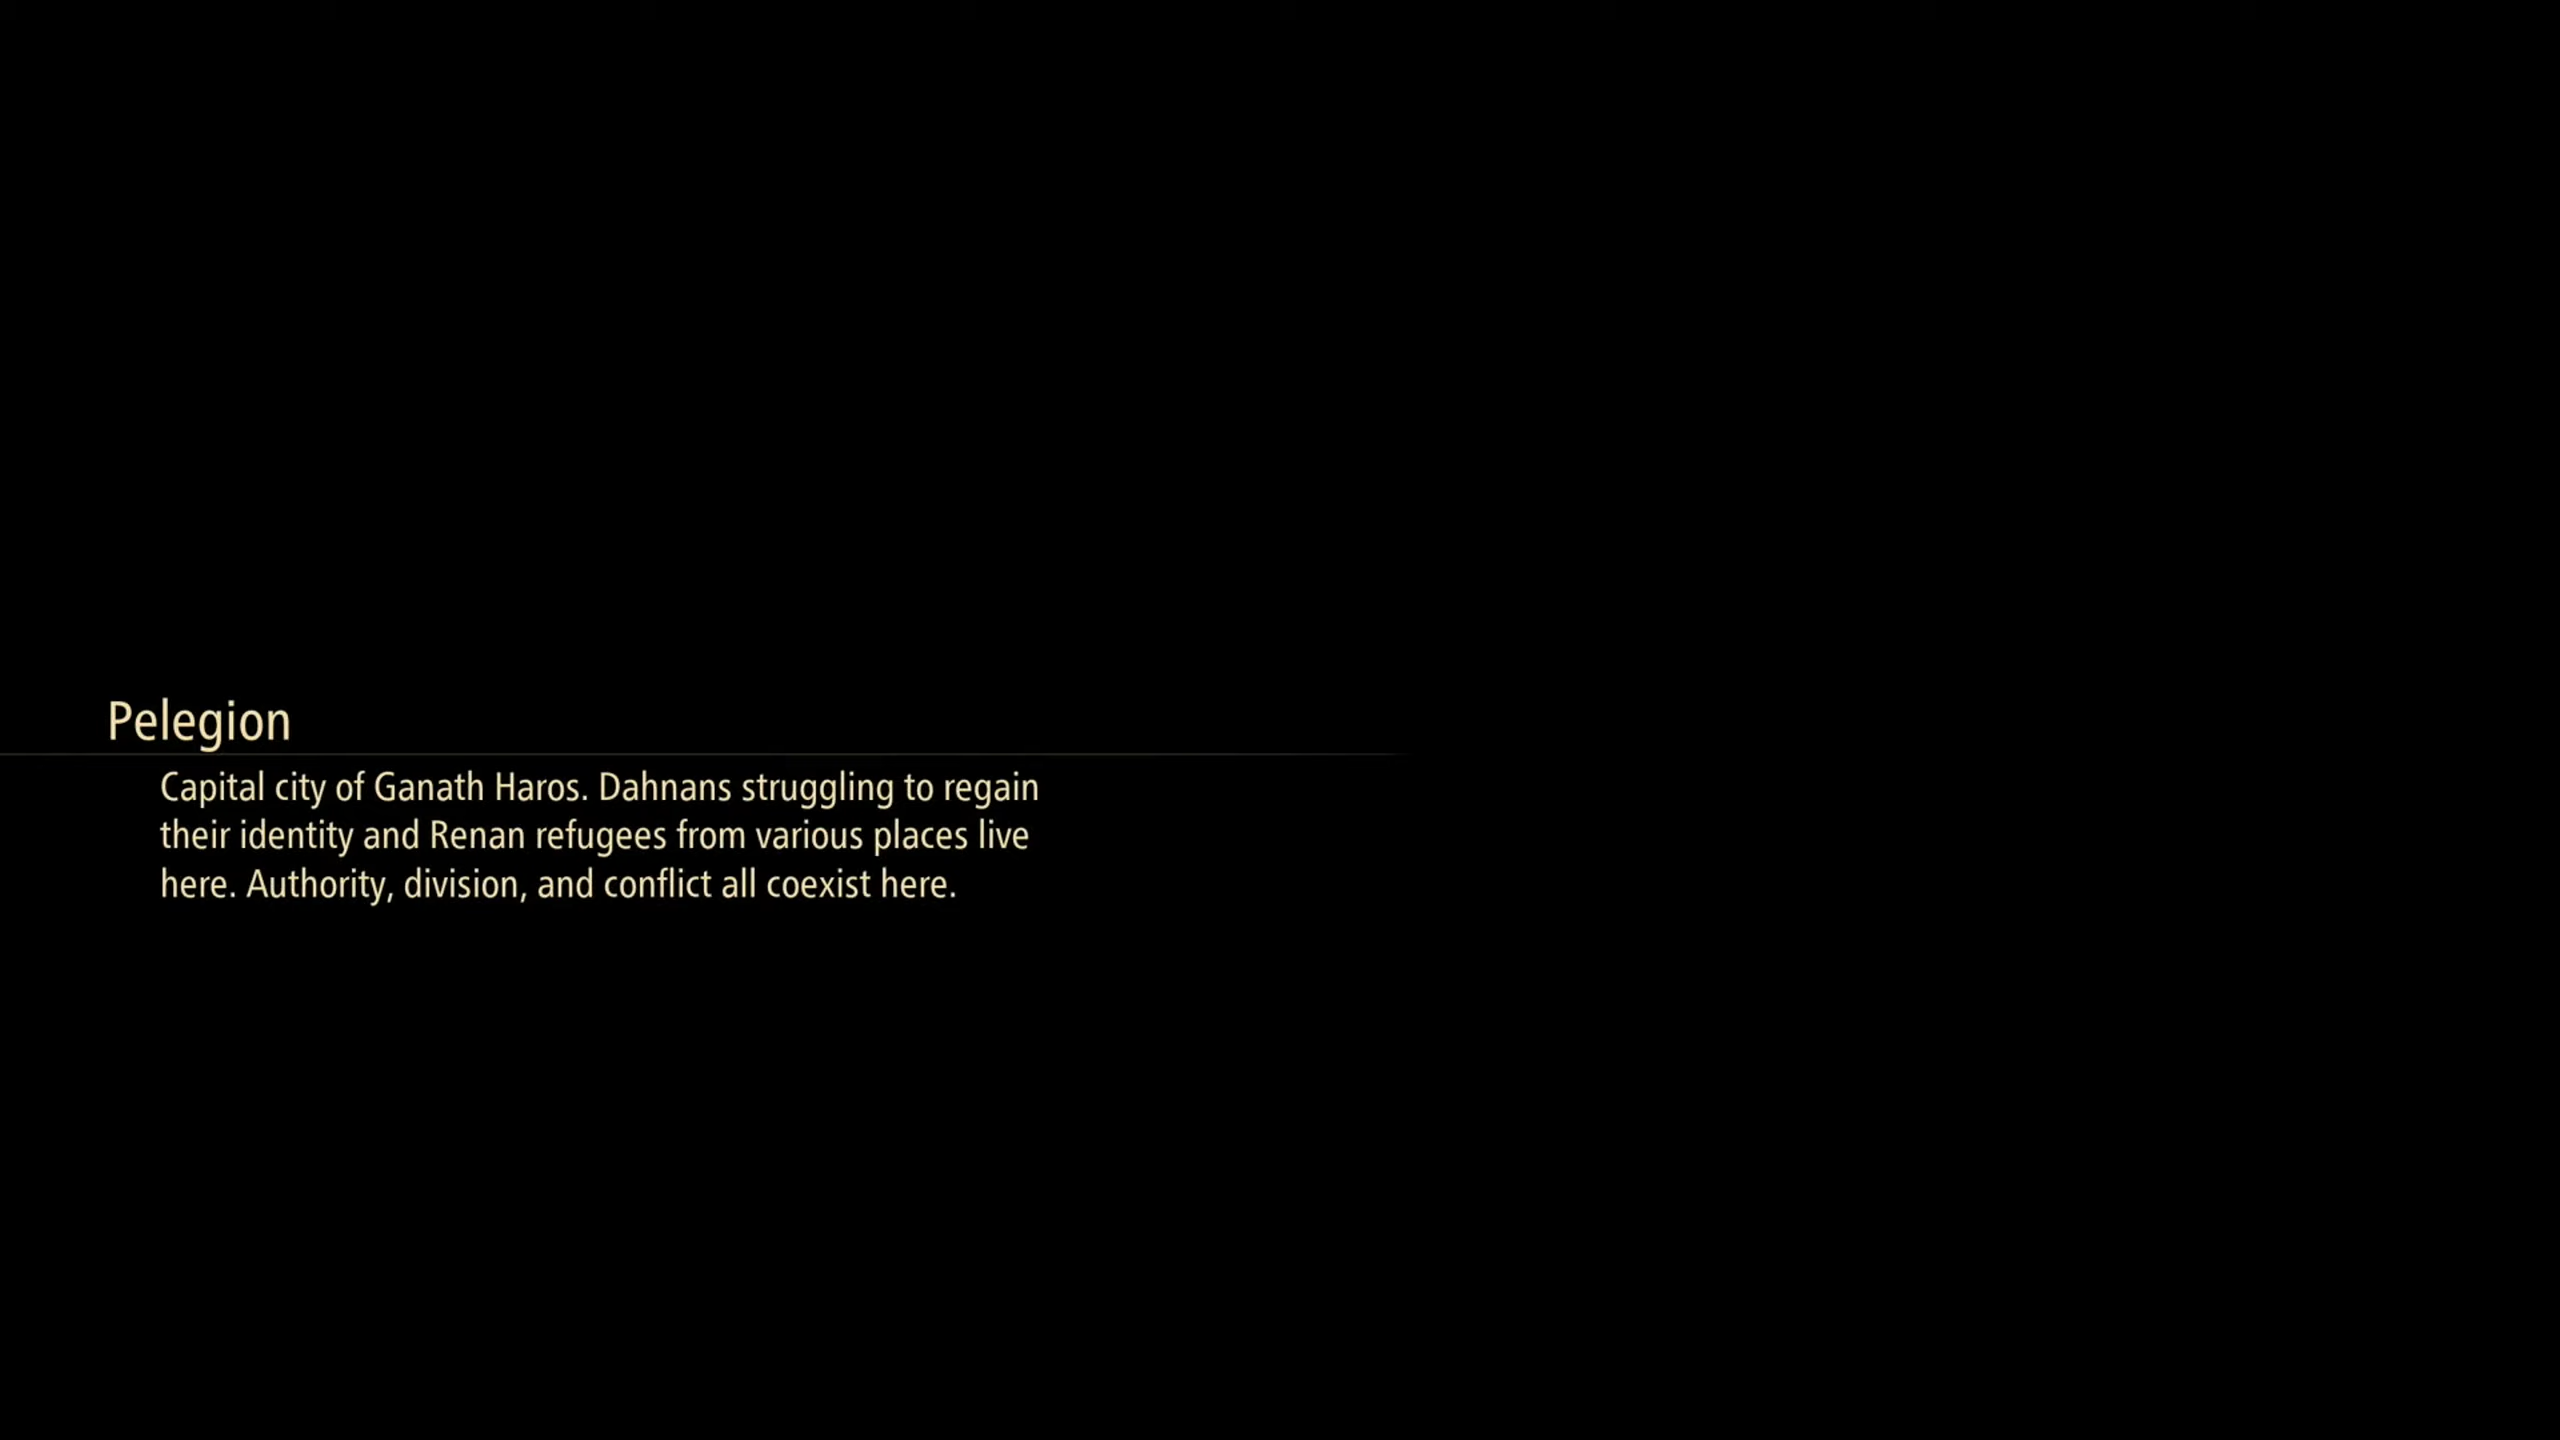 Pelegion
Capital city of Ganath Haros. Dahnans struggling to regain
their identity and Renan refugees from various places live
here. Authority, division, and conflict all coexist here.